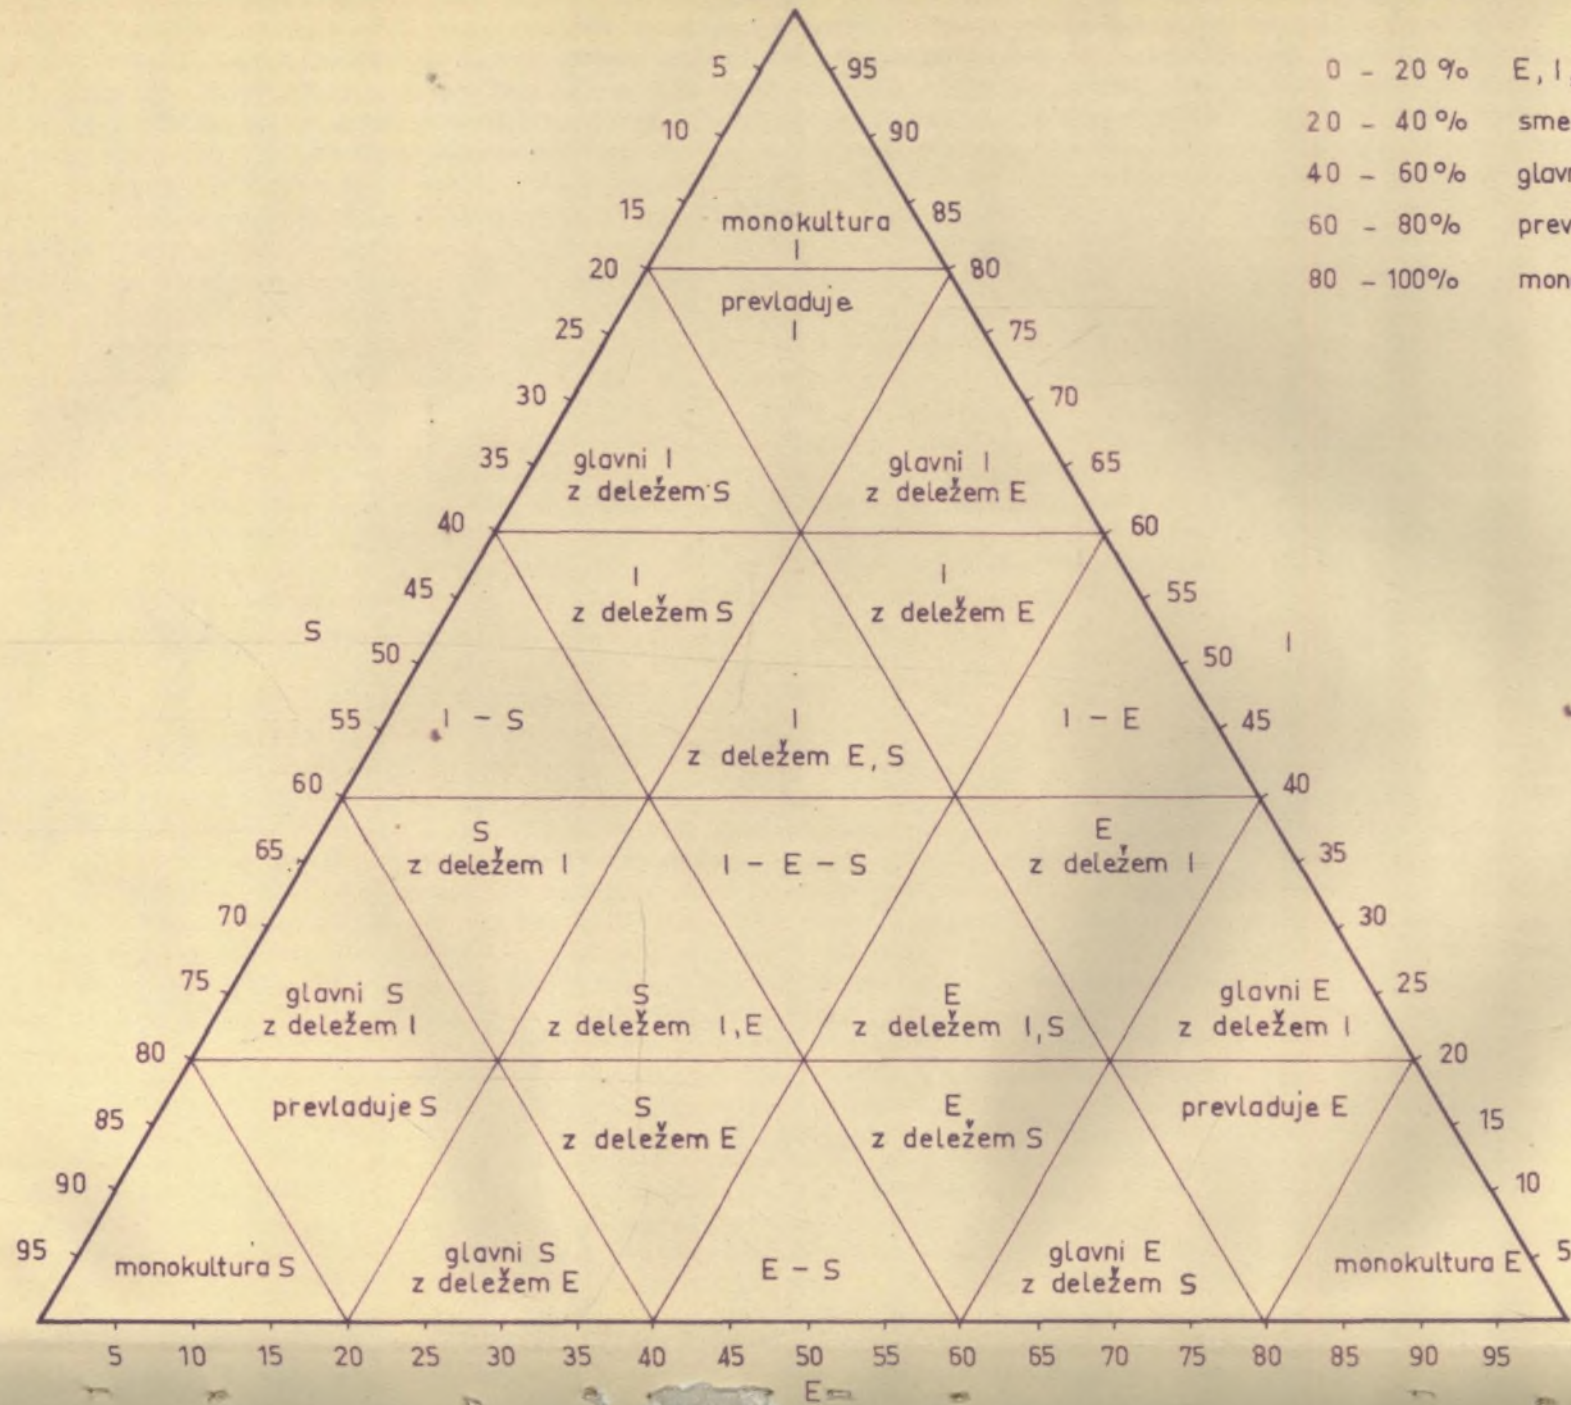 5 95
0 - 20 % E, I,
10 90
20 - 40 %
40 - 60 %
15 85
monokultura
I
60 - 80%
20 80
80 - 100%
prevladuje
I
25 75
30 70
35 65
glavni I
z deležem S
glavni I
z deležem E
40 60
I
z deležem S
I
z deležem E
45 55
S
50 50
I
55 45
I - S
I
z deležem E, S
I - E
60 40
S
z deležem I
I - E - S
E
z deležem I
65 35
70 30
75 25
glavni S
z deležem I
S
z deležem I, E
E
z deležem I, S
glavni E
z deležem I
80 20
prevladuje S
S
z deležem E
E
z deležem S
prevladuje E
85 15
90 10
95 5
monokultura S
glavni S
z deležem E
E - S
glavni E
z deležem S
monokultura E
5 10 15 20 25 30 35 40 45 50 55 60 65 70 75 80 85 90 95
E